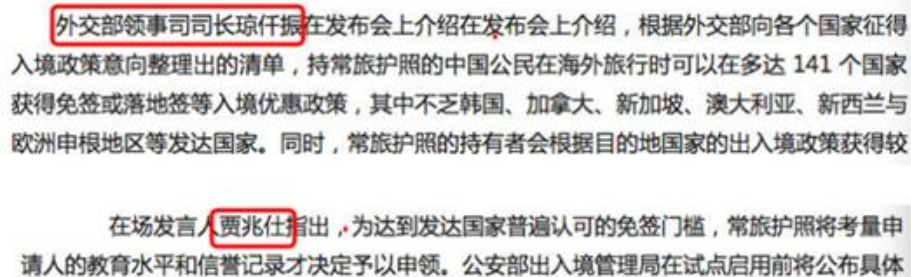 外交部领事司司长琼仟振在发布会上介绍在发布会上介绍，根据外交部向各个国家征得
入境政策意向整理出的清单，持常旅护照的中国公民在海外旅行时可以在多达 141 个国家
获得免签或落地签等入境优惠政策，其中不乏韩国、加拿大、新加坡、澳大利亚、新西兰与
欧洲申根地区等发达国家。同时，常旅护照的持有者会根据目的地国家的出入境政策获得较
在场发言人贾兆仕指出，为达到发达国家普遍认可的免签门槛，常旅护照将考量申
请人的教育水平和信誉记录才决定予以申领。公安部出入境管理局在试点启用前将公布具体